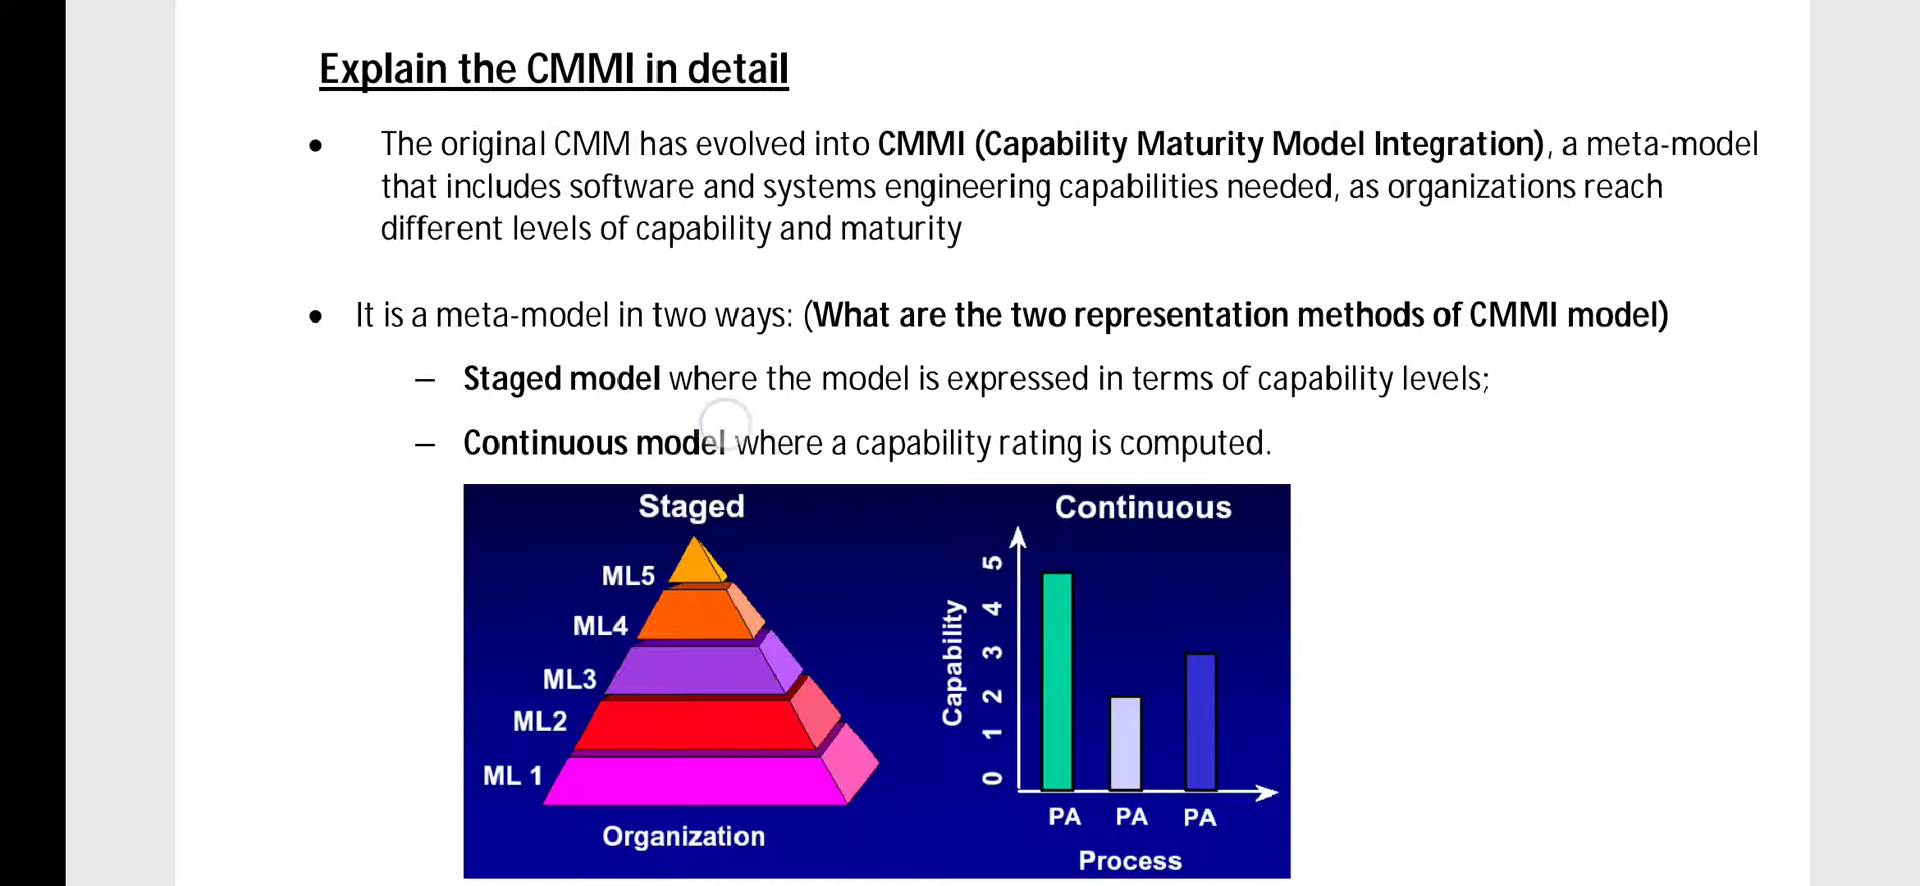 Explain the CMMI in detail
• The original CMM has evolved into CMMI (Capability Maturity Model Integration), a meta-model
that includes software and systems engineering capabilities needed, as organizations reach
different levels of capability and maturity
• It is a meta-model in two ways: (What are the two representation methods of CMMI model)
– Staged model where the model is expressed in terms of capability levels;
– Continuous model where a capability rating is computed.
Staged
ML5
ML4
ML3
ML2
ML 1
Organization
Continuous
Capability
5
4
3
2
1
0
PA PA PA
Process